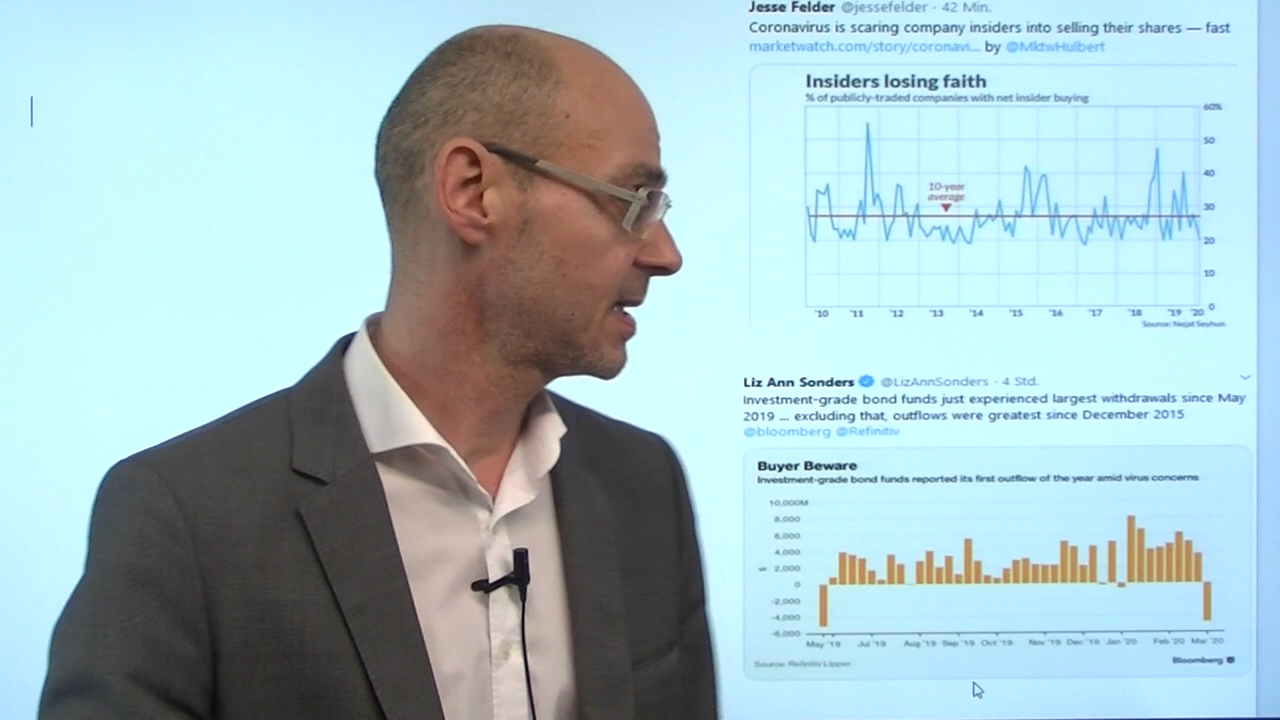 Jesse Felder @jessefelder · 42 Min.
Coronavirus is scaring company insiders into selling their shares — fast
marketwatch.com/story/coronavi... by @MktwHulbert
Insiders losing faith
% of publicly-traded companies with net insider buying
60%
50
40
10-year
average
30
20
10
0
'10 '11 '12 '13 '14 '15 '16 '17 '18 '19 '20
Source: Nejat Seyhun
Liz Ann Sonders @LizAnnSonders · 4 Std.
Investment-grade bond funds just experienced largest withdrawals since May
2019 ... excluding that, outflows were greatest since December 2015
@bloomberg @Refinitiv
Buyer Beware
Investment-grade bond funds reported its first outflow of the year amid virus concerns
10,000M
8,000
6,000
4,000
$ 2,000
0
-2,000
-4,000
-6,000
May '19 Jul '19 Aug '19 Sep '19 Oct '19 Nov '19 Dec '19 Jan '20 Feb '20 Mar '20
Source: Refinitiv Lipper
Bloomberg